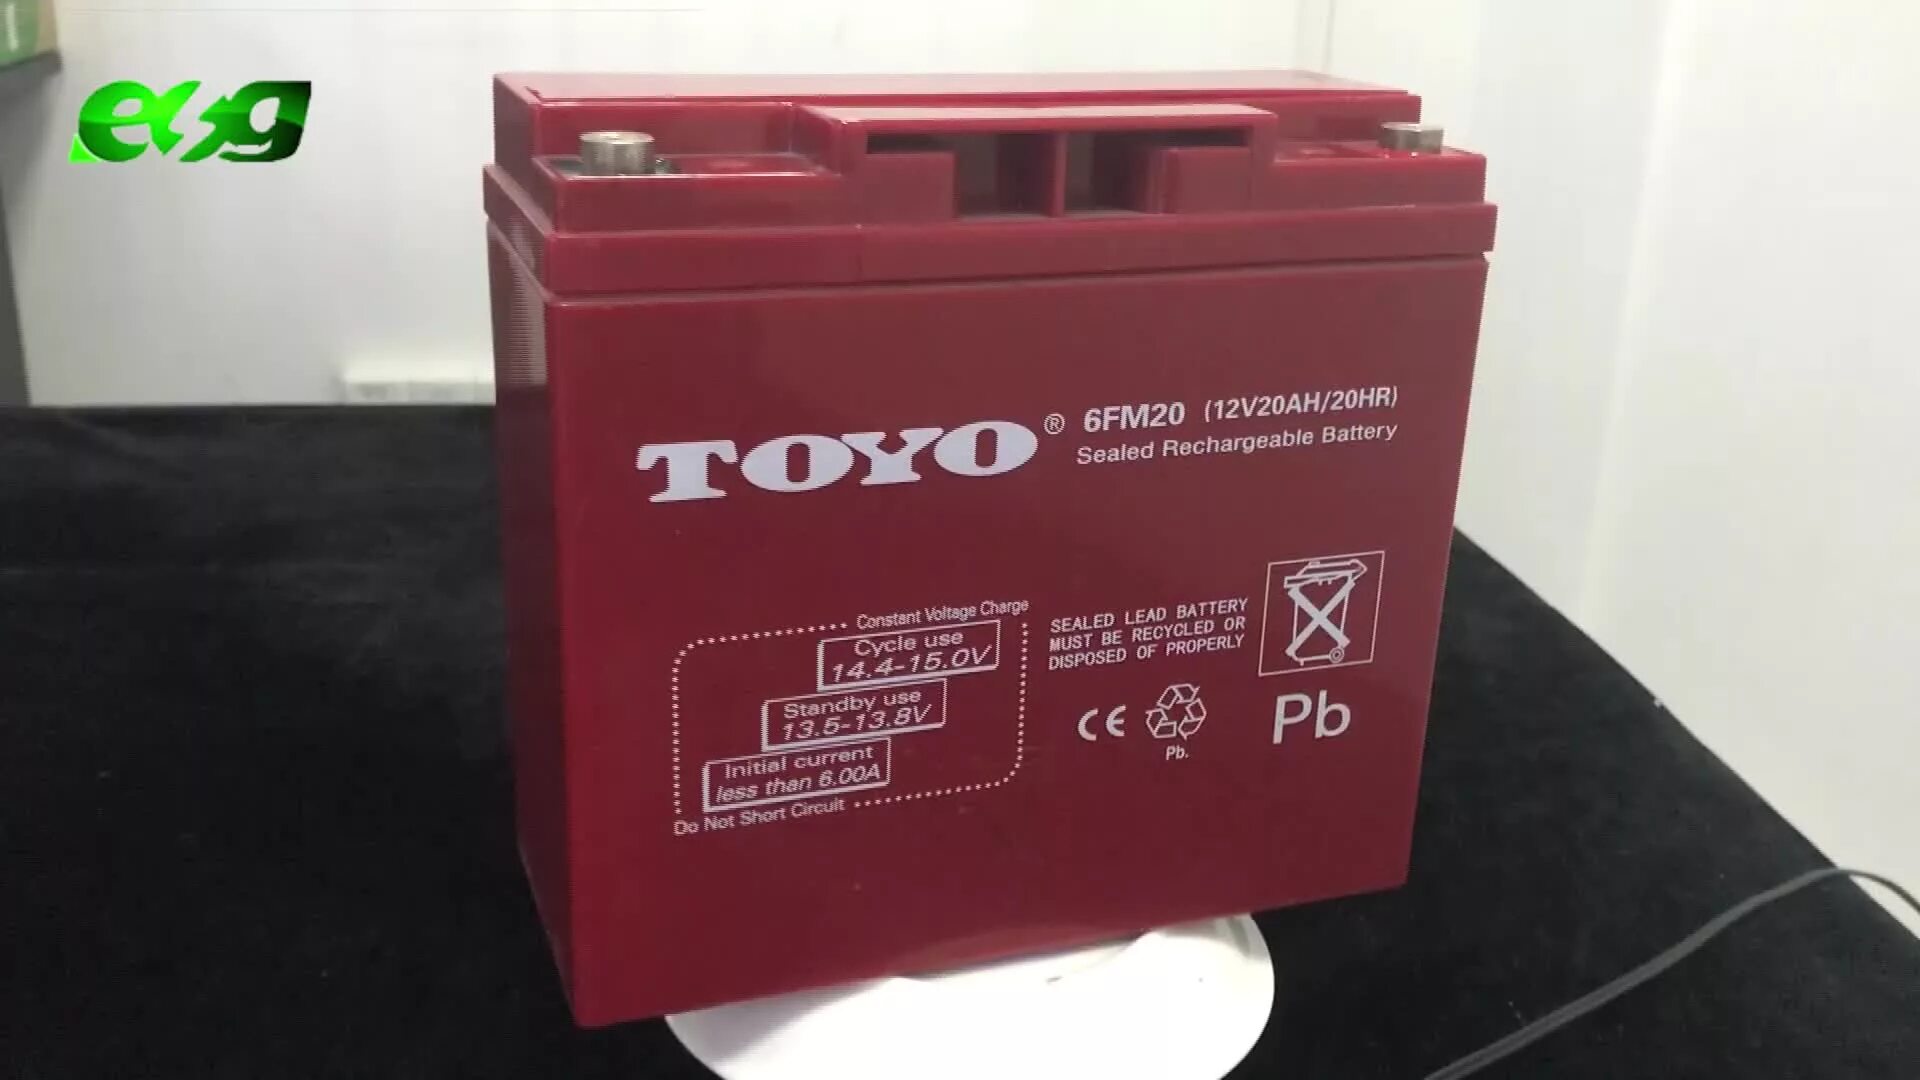 esg
TOYO® 6FM20 (12V20AH/20HR)
Sealed Rechargeable Battery
Constant Voltage Charge
Cycle use
14.4-15.0V
Standby use
13.5-13.8V
Initial current
less than 6.00A
Do Not Short Circuit
SEALED LEAD BATTERY
MUST BE RECYCLED OR
DISPOSED OF PROPERLY
CE
Pb.
Pb